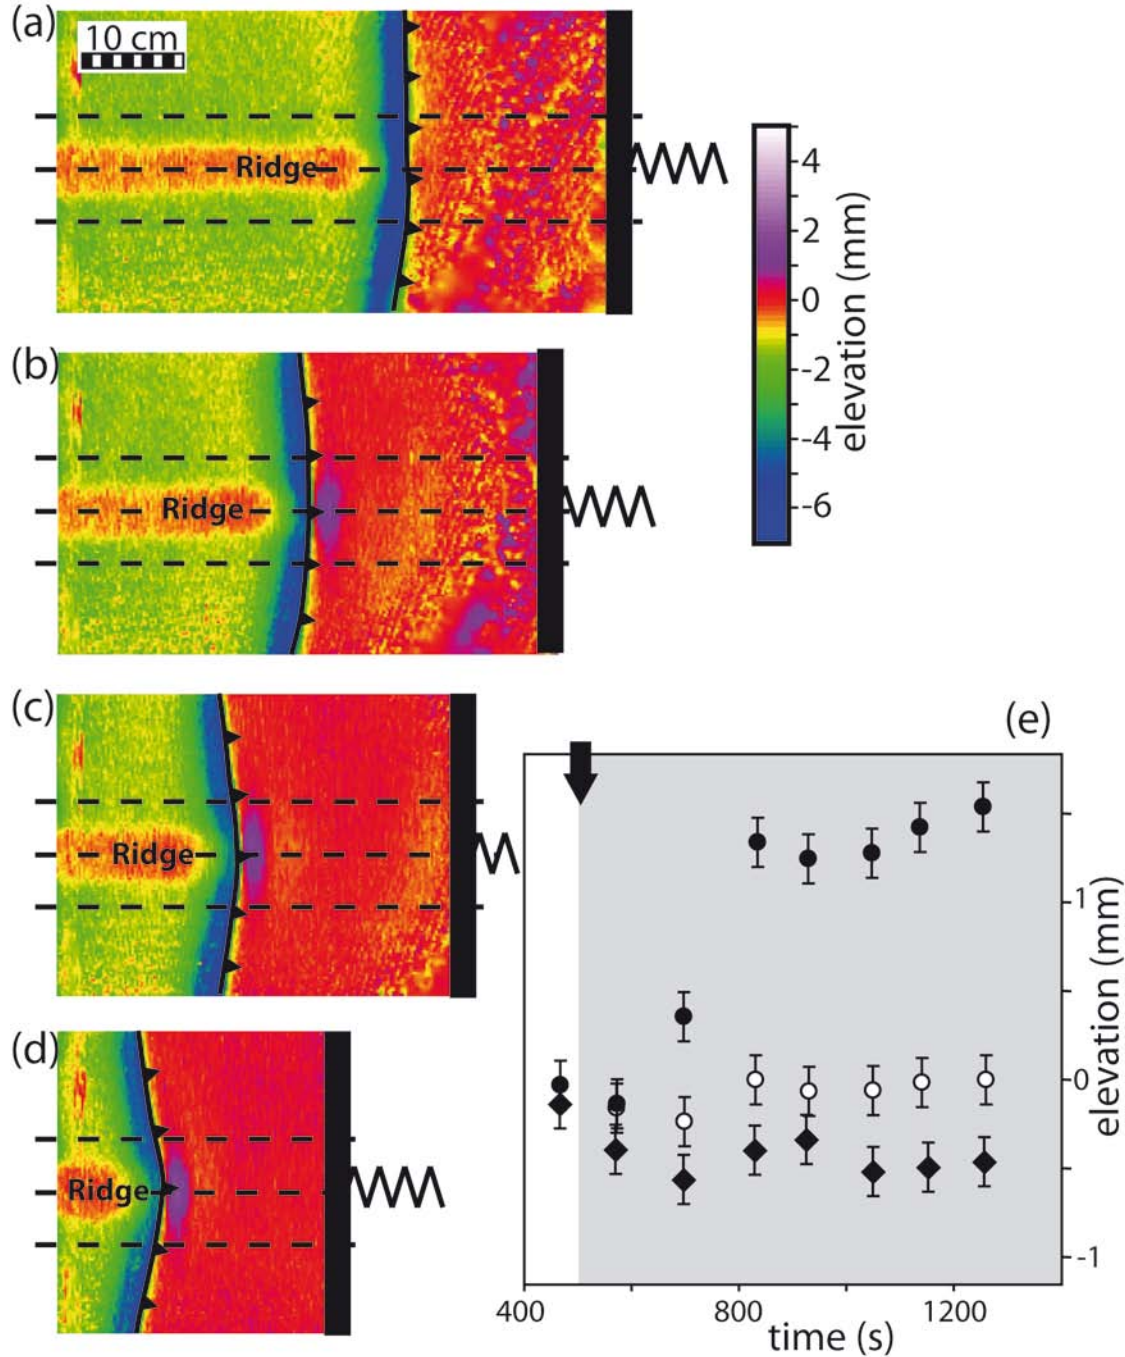 (a)
10 cm
Ridge
4
2
0
-2
-4
-6
elevation (mm)
(b)
Ridge
(c)
Ridge
(d)
Ridge
(e)
1
0
-1
elevation (mm)
400
800
1200
time (s)